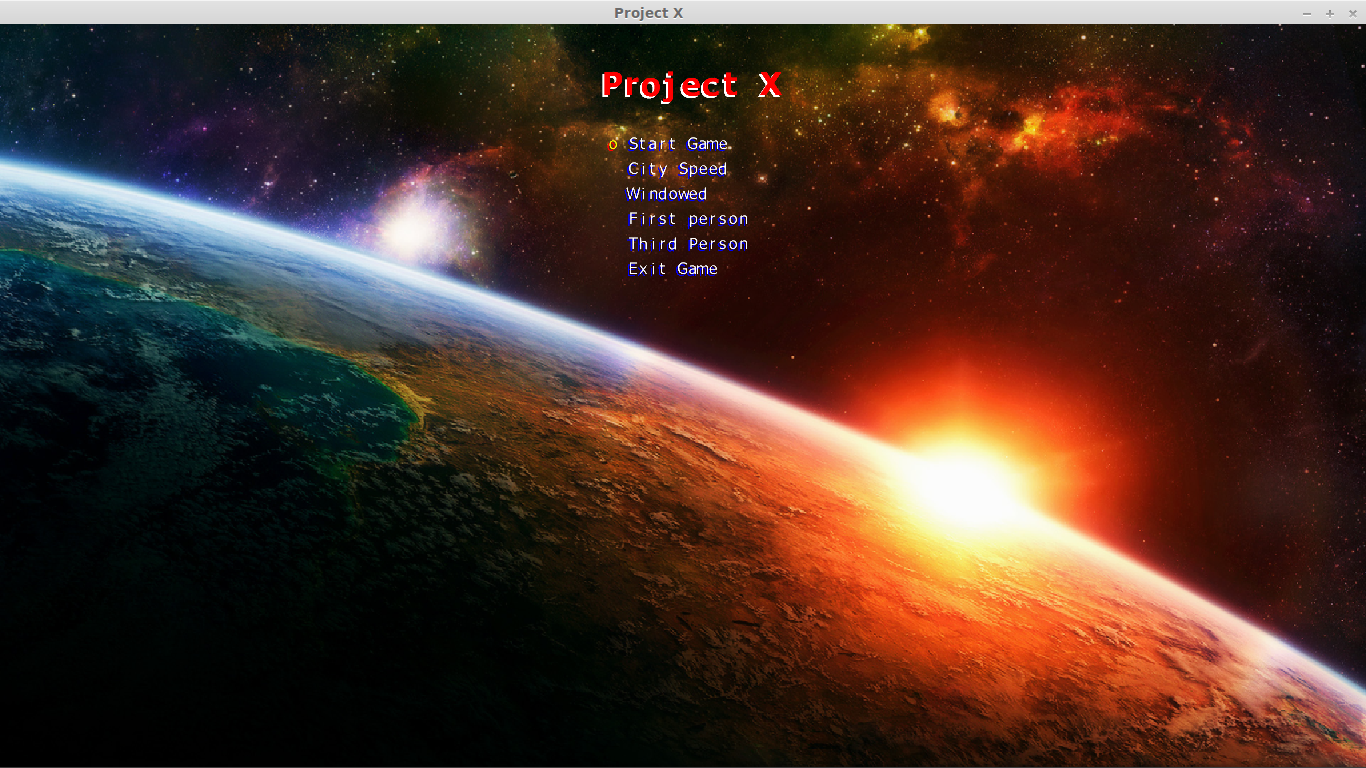 Project X
Project X
o Start Game
City Speed
Windowed
First person
Third Person
Exit Game